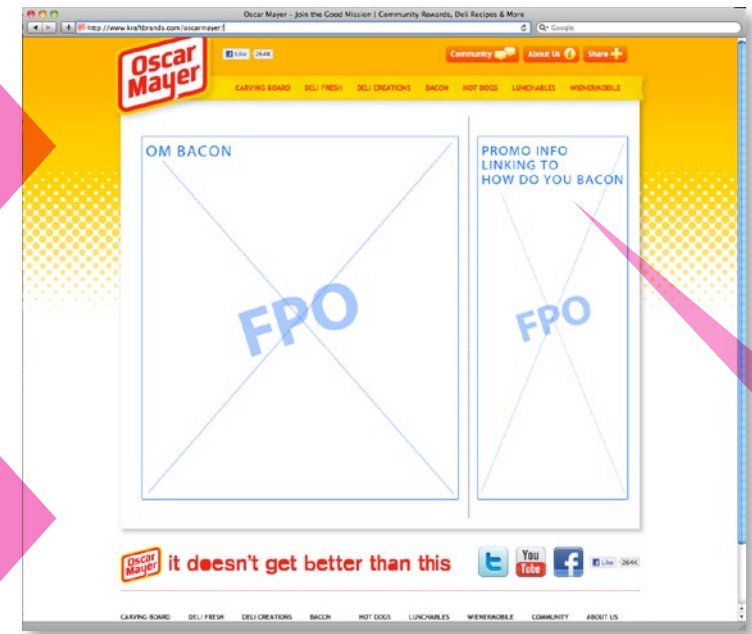 Oscar Mayer – Join the Good Mission | Community Rewards, Deli Recipes & More
http://www.kraftbrands.com/oscarmayer/
Google
Oscar
Mayer
Like 264K
Community
About Us
Share
CARVING BOARD DELI FRESH DELI CREATIONS BACON HOT DOGS LUNCHABLES WIENERMOBILE
OM BACON
FPO
PROMO INFO
LINKING TO
HOW DO YOU BACON
FPO
Oscar
Mayer
it doesn't get better than this
You
Tube
Like 264K
CARVING BOARD DELI FRESH DELI CREATIONS BACON HOT DOGS LUNCHABLES WIENERMOBILE COMMUNITY ABOUT US